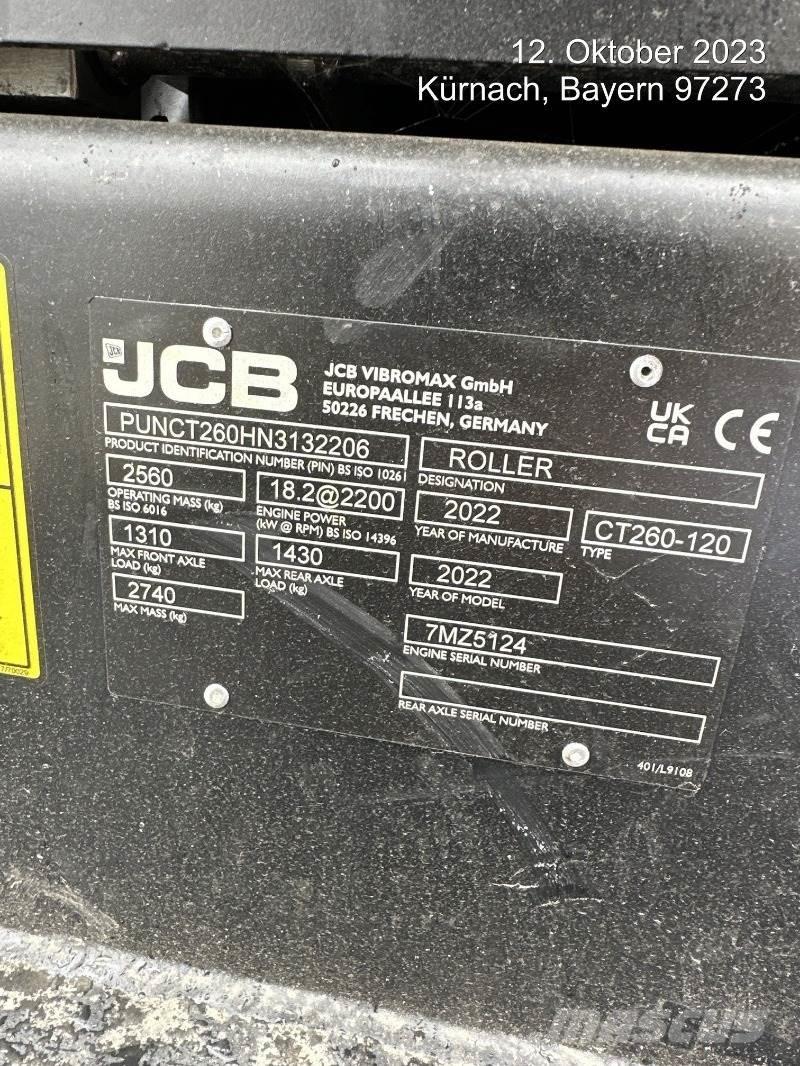 12. Oktober 2023
Kürnach, Bayern 97273
JCB
JCB VIBROMAX GmbH
EUROPAALLEE 113a
50226 FRECHEN, GERMANY
UK
CA
CE
PUNCT260HN3132206
PRODUCT IDENTIFICATION NUMBER (PIN) BS ISO 10261
ROLLER
DESIGNATION
2560
OPERATING MASS (kg)
BS ISO 6016
18.2@2200
ENGINE POWER
(kW @ RPM) BS ISO 14396
2022
YEAR OF MANUFACTURE
CT260-120
TYPE
1310
MAX FRONT AXLE
LOAD (kg)
1430
MAX REAR AXLE
LOAD (kg)
2022
YEAR OF MODEL
2740
MAX MASS (kg)
7MZ5124
ENGINE SERIAL NUMBER
REAR AXLE SERIAL NUMBER
401/L9108
MASCUS